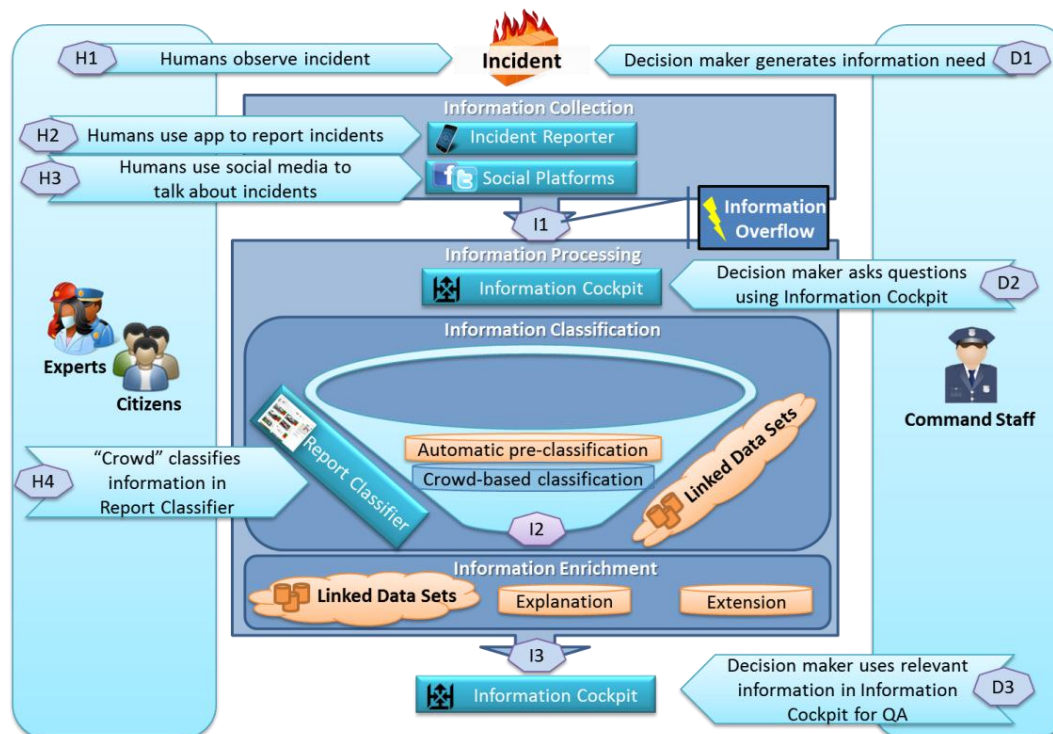 H1
Humans observe incident
Incident
Decision maker generates information need
D1
Information Collection
H2
Humans use app to report incidents
Incident Reporter
H3
Humans use social media to
talk about incidents
f
t
Social Platforms
I1
Information
Overflow
Information Processing
Information Cockpit
Decision maker asks questions
using Information Cockpit
D2
Information Classification
Experts
Citizens
Command Staff
Report Classifier
Automatic pre-classification
Crowd-based classification
Linked Data Sets
H4
“Crowd” classifies
information in
Report Classifier
I2
Information Enrichment
Linked Data Sets
Explanation
Extension
I3
Information Cockpit
Decision maker uses relevant
information in Information
Cockpit for QA
D3